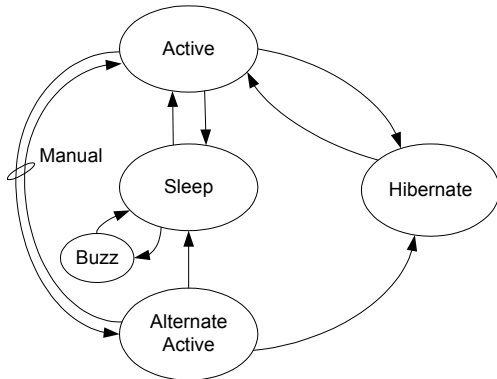 Active
Manual
Sleep
Hibernate
Buzz
Alternate
Active